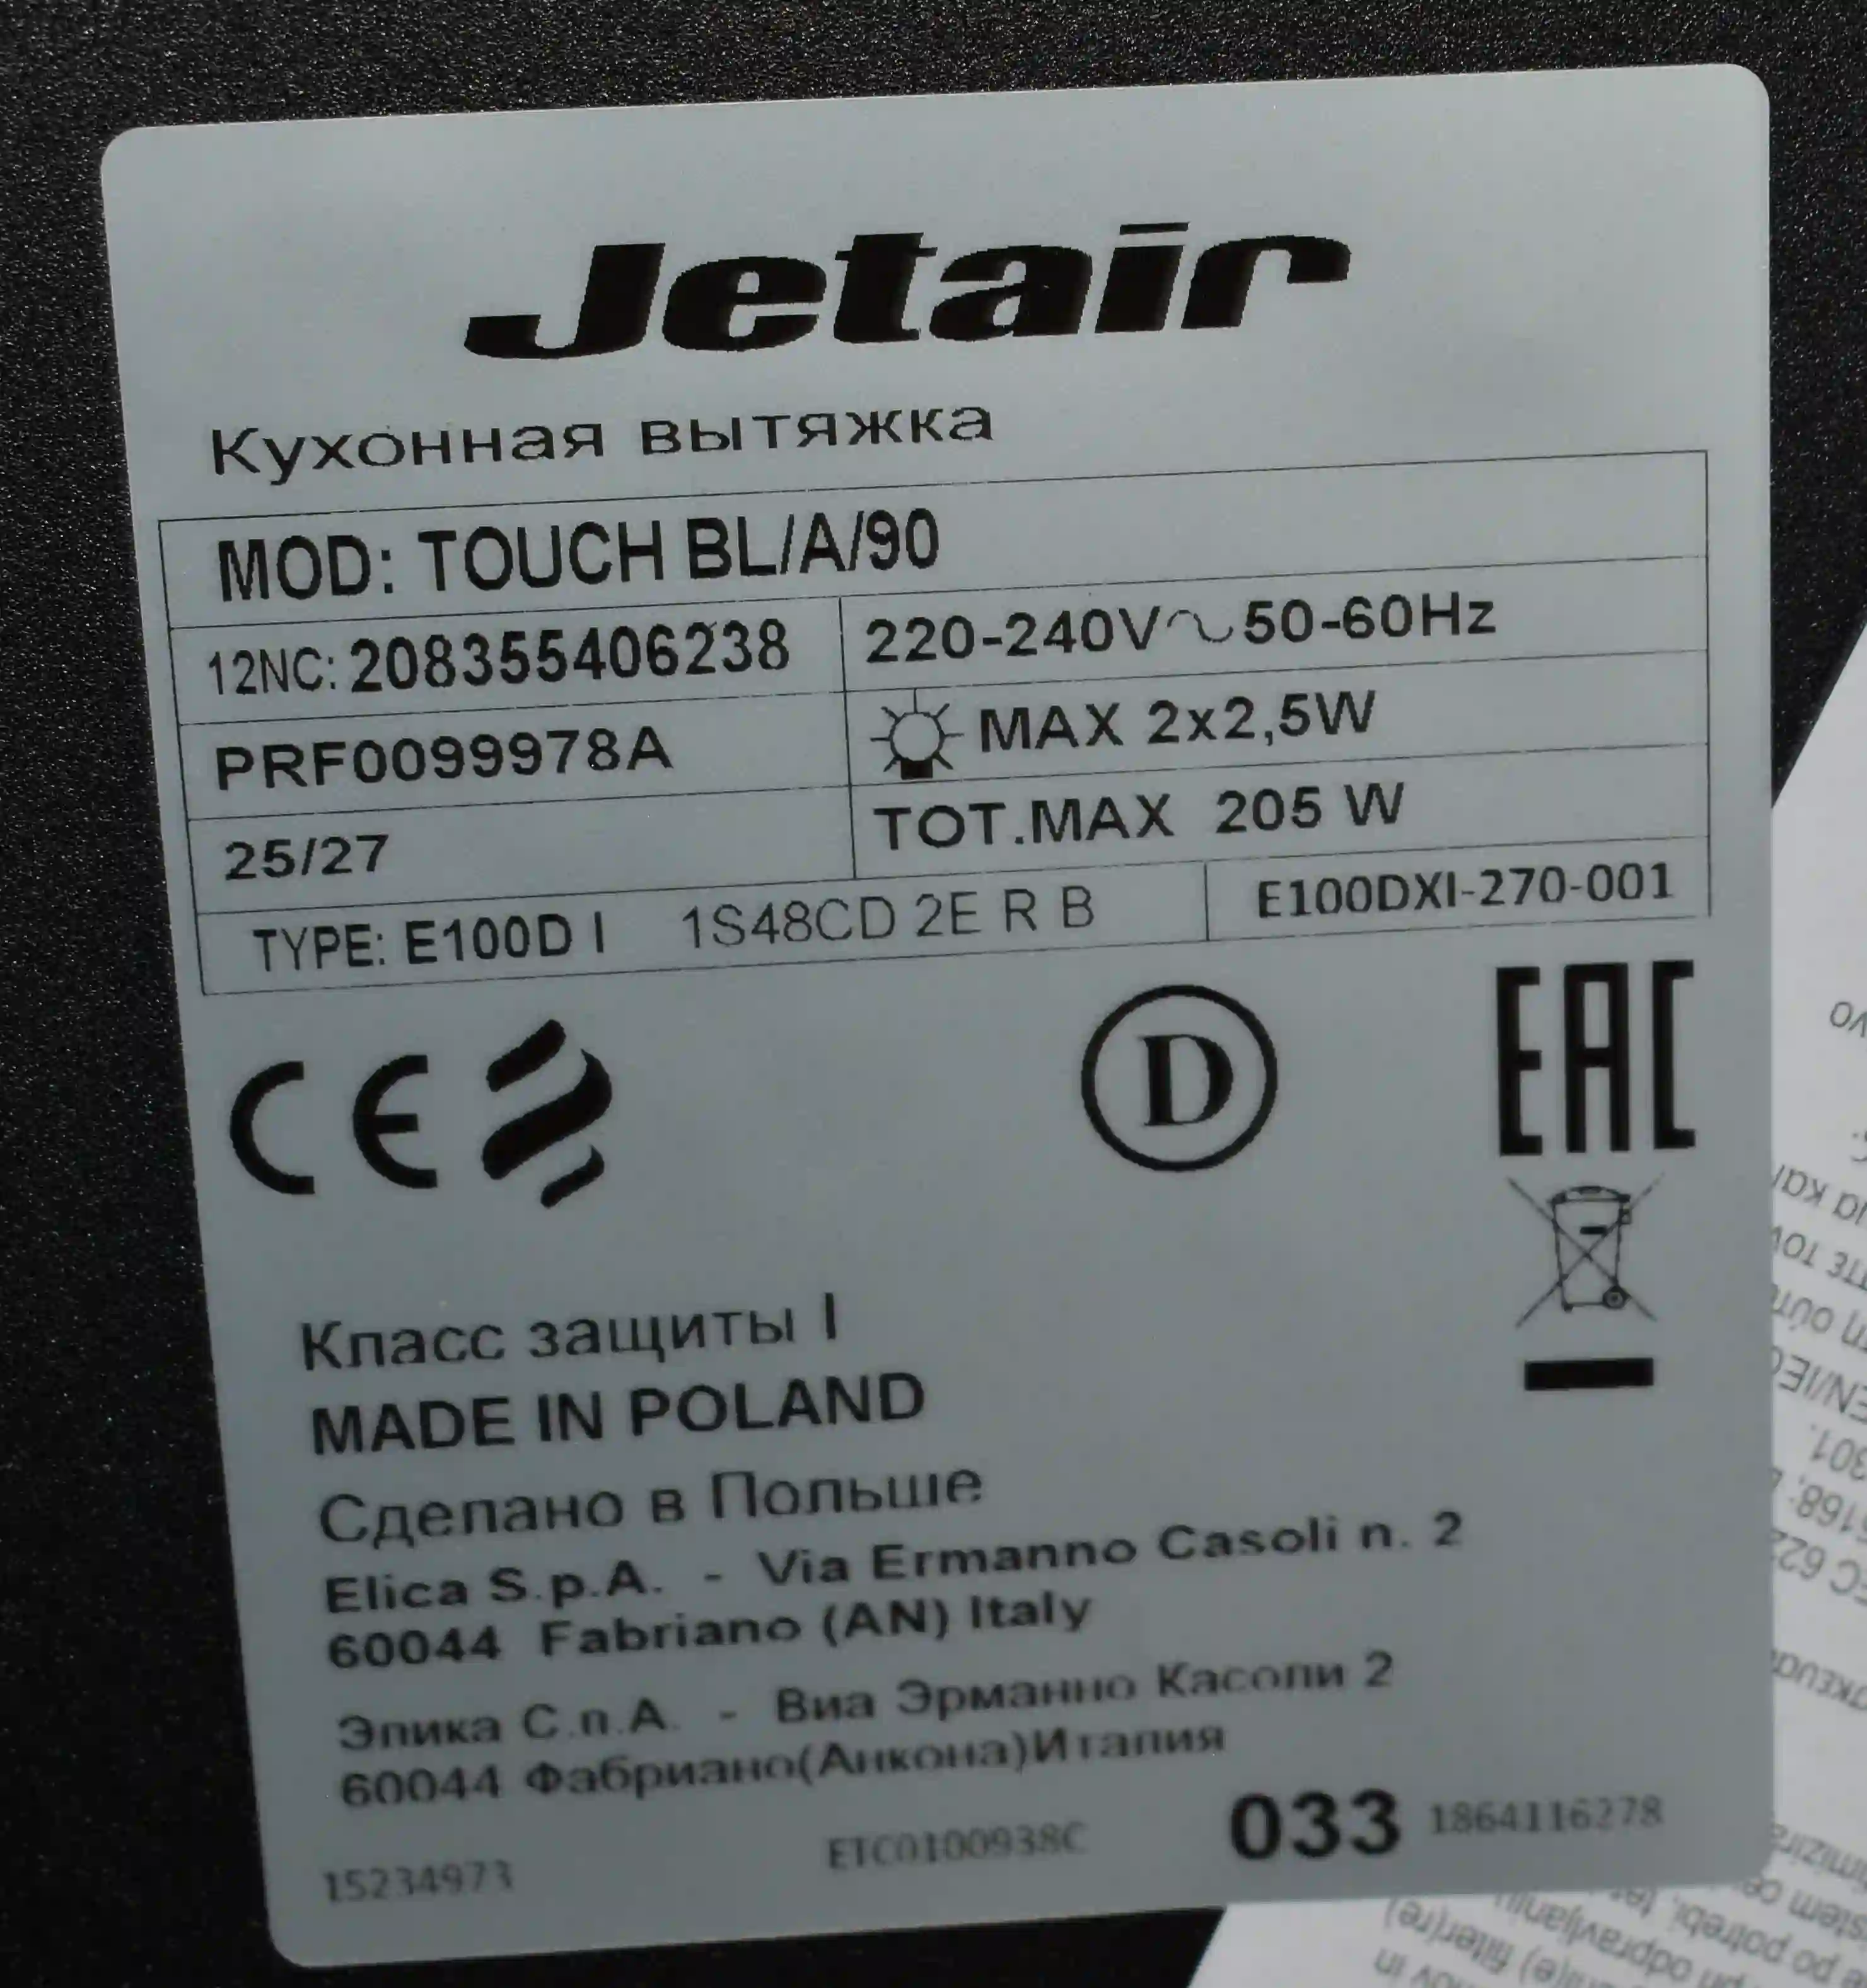 Jetair
Кухонная вытяжка
MOD: TOUCH BL/A/90
12NC: 208355406238
220-240V~50-60Hz
PRF0099978A
MAX 2x2,5W
25/27
TOT.MAX 205 W
TYPE: E100D I 1S48CD 2E R B E100DXI-270-001
CE
D
EAC
Класс защиты I
MADE IN POLAND
Сделано в Польше
Elica S.p.A. - Via Ermanno Casoli n. 2
60044 Fabriano (AN) Italy
Элика С.п.А. - Виа Эрманно Касоли 2
60044 Фабриано(Анкона)Италия
15234973 ETC0100938C 033 1864116278